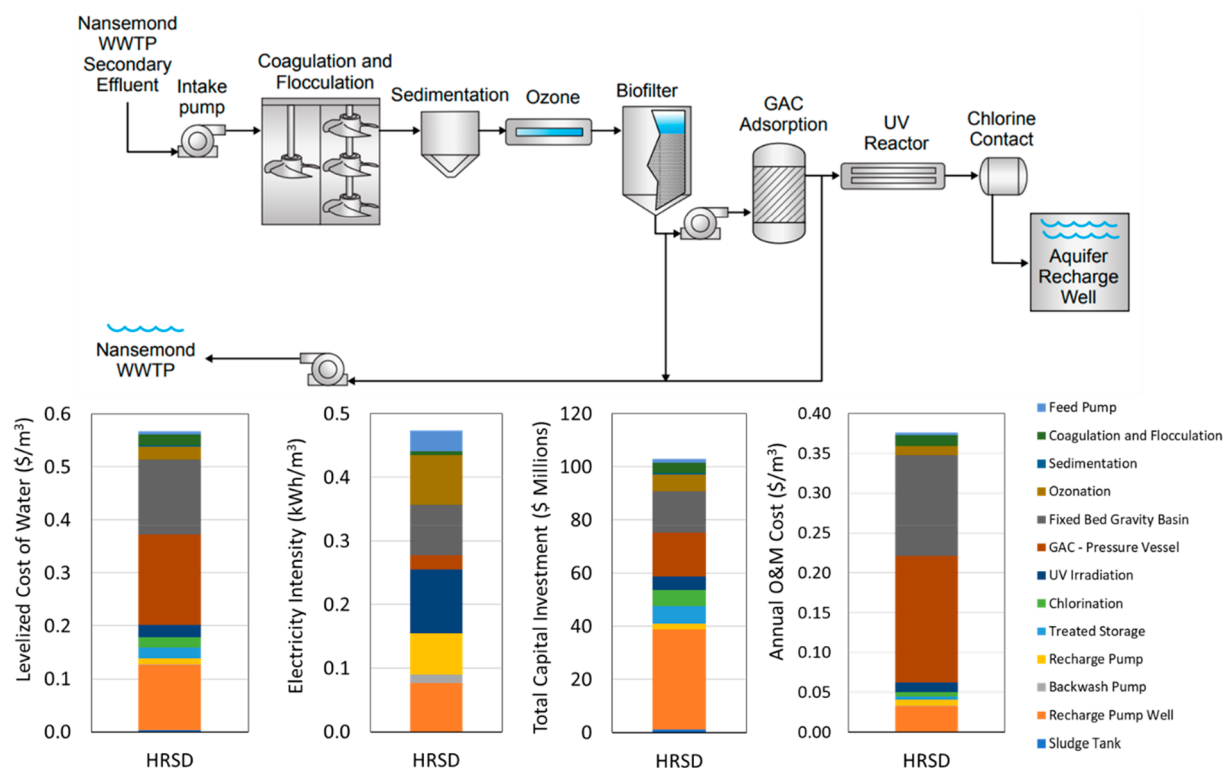 Nansemond
WWTP
Secondary
Effluent
Intake
pump
Coagulation and
Flocculation
Sedimentation
Ozone
Biofilter
GAC
Adsorption
UV
Reactor
Chlorine
Contact
Aquifer
Recharge
Well
Nansemond
WWTP
Levelized Cost of Water ($/m³)
0.6
0.5
0.4
0.3
0.2
0.1
0.0
HRSD
Electricity Intensity (kWh/m³)
0.5
0.4
0.3
0.2
0.1
0.0
HRSD
Total Capital Investment ($ Millions)
120
100
80
60
40
20
0
HRSD
Annual O&M Cost ($/m³)
0.40
0.35
0.30
0.25
0.20
0.15
0.10
0.05
0.00
HRSD
Feed Pump
Coagulation and Flocculation
Sedimentation
Ozonation
Fixed Bed Gravity Basin
GAC - Pressure Vessel
UV Irradiation
Chlorination
Treated Storage
Recharge Pump
Backwash Pump
Recharge Pump Well
Sludge Tank